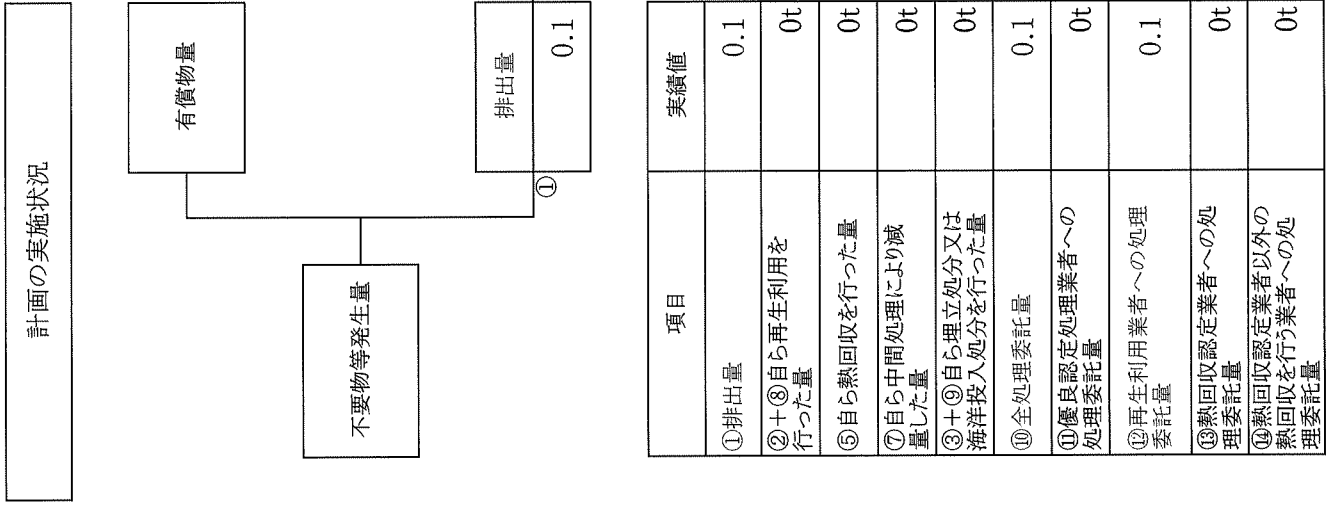 計画の実施状況
不要物等発生量
有償物量
①
排出量
0.1
項目
実績値
①排出量
0.1
②+⑧自ら再生利用を
行った量
0t
⑤自ら熱回収を行った量
0t
⑦自ら中間処理により減
量した量
0t
③+⑨自ら埋立処分又は
海洋投入処分を行った量
0t
⑩全処理委託量
0.1
⑪優良認定処理業者への
処理委託量
0t
⑫再生利用業者への処理
委託量
0.1
⑬熱回収認定業者への処
理委託量
0t
⑭熱回収認定業者以外の
熱回収を行う業者への処
理委託量
0t